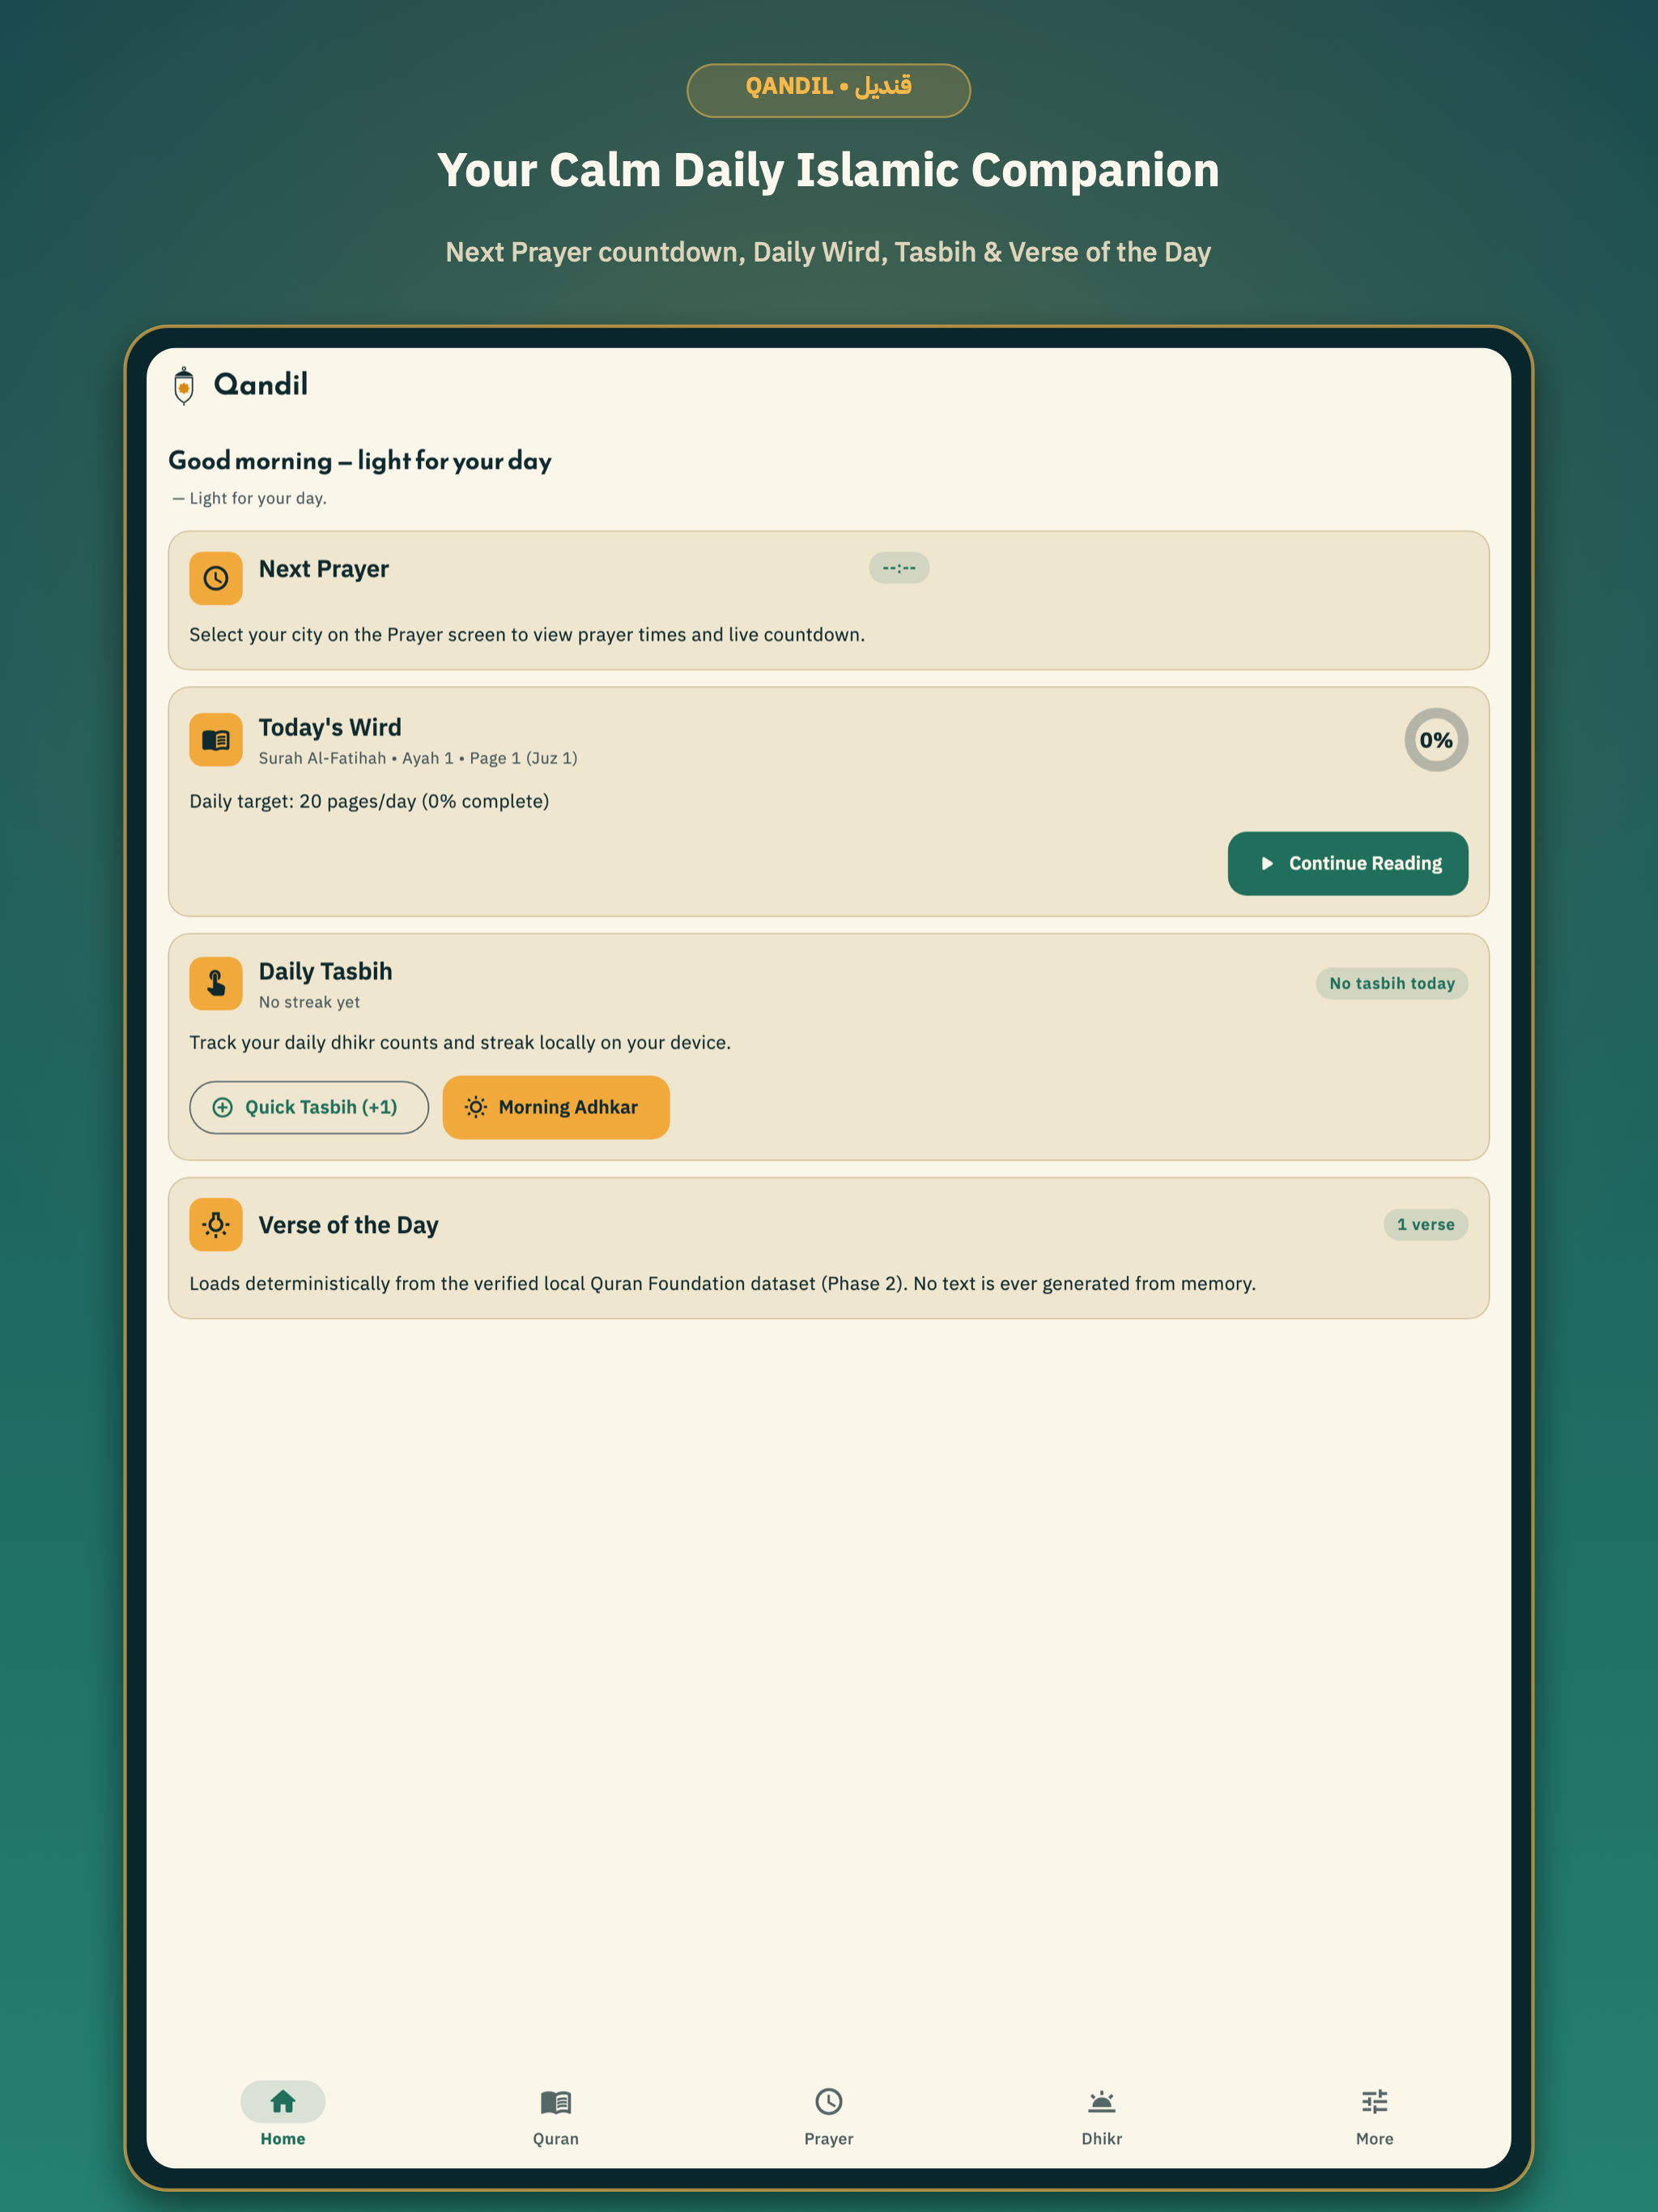 QANDIL • قنديل
Your Calm Daily Islamic Companion
Next Prayer countdown, Daily Wird, Tasbih & Verse of the Day
Qandil
Good morning – light for your day
— Light for your day.
Next Prayer
--:--
Select your city on the Prayer screen to view prayer times and live countdown.
Today's Wird
Surah Al-Fatihah • Ayah 1 • Page 1 (Juz 1)
0%
Daily target: 20 pages/day (0% complete)
Continue Reading
Daily Tasbih
No streak yet
No tasbih today
Track your daily dhikr counts and streak locally on your device.
Quick Tasbih (+1)
Morning Adhkar
Verse of the Day
1 verse
Loads deterministically from the verified local Quran Foundation dataset (Phase 2). No text is ever generated from memory.
Home
Quran
Prayer
Dhikr
More